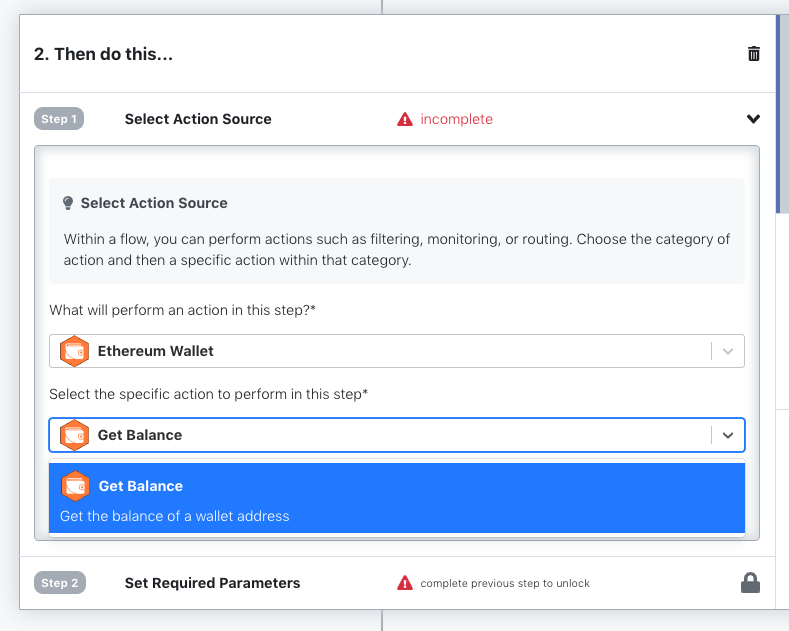 2. Then do this...
Step 1
Select Action Source
incomplete
Select Action Source
Within a flow, you can perform actions such as filtering, monitoring, or routing. Choose the category of
action and then a specific action within that category.
What will perform an action in this step?*
Ethereum Wallet
Select the specific action to perform in this step*
Get Balance
Get Balance
Get the balance of a wallet address
Step 2
Set Required Parameters
complete previous step to unlock